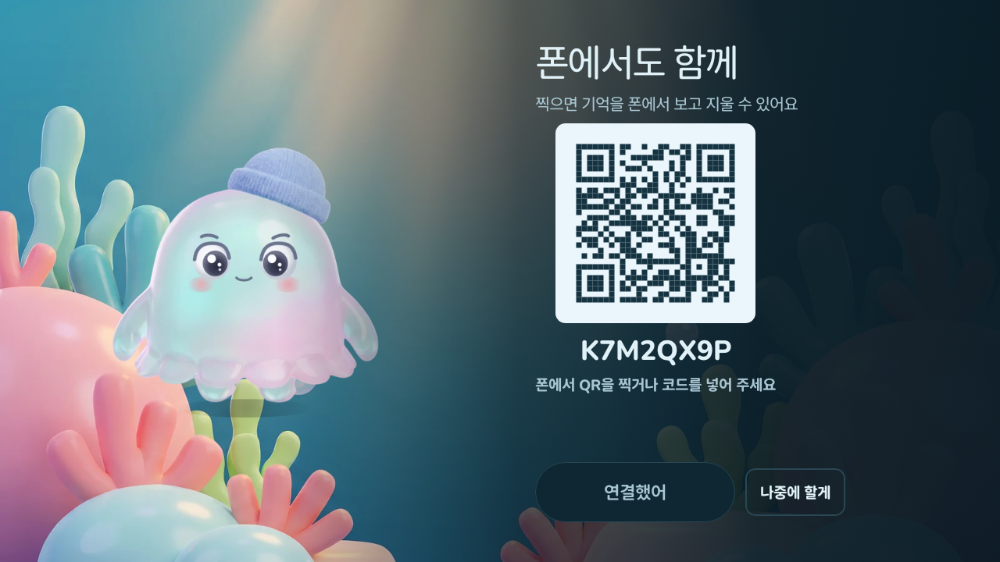 폰에서도 함께
찍으면 기억을 폰에서 보고 지울 수 있어요
K7M2QX9P
폰에서 QR을 찍거나 코드를 넣어 주세요
연결했어
나중에 할게